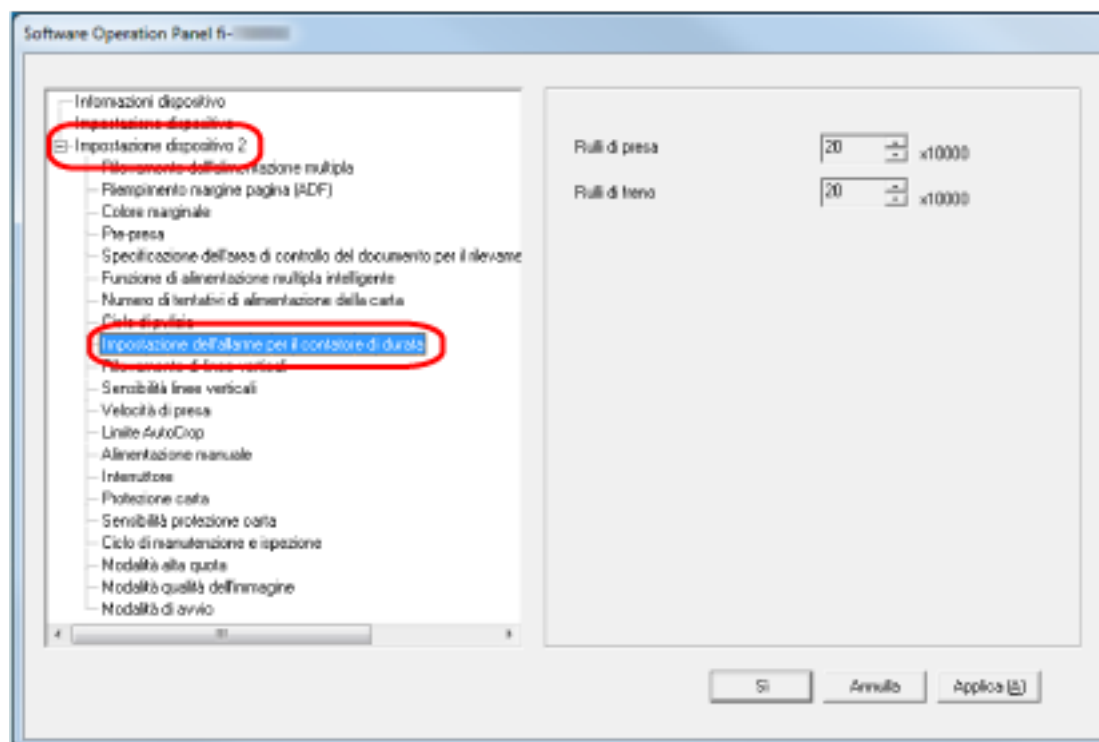 Software Operation Panel fi-
Informazioni dispositivo
Impostazione dispositivo
Impostazione dispositivo 2
Rilevamento dell'alimentazione multipla
Riempimento margine pagina (ADF)
Colore marginale
Pre-presa
Specificazione dell'area di controllo del documento per il rilevame
Funzione di alimentazione multipla intelligente
Numero di tentativi di alimentazione della carta
Ciclo di pulizia
Impostazione dell'allarme per il contatore di durata
Rilevamento di linee verticali
Sensibilità linee verticali
Velocità di presa
Limite AutoCrop
Alimentazione manuale
Interruttore
Protezione carta
Sensibilità protezione carta
Ciclo di manutenzione e ispezione
Modalità alta quota
Modalità qualità dell'immagine
Modalità di avvio
Rulli di presa 20 x10000
Rulli di freno 20 x10000
Sì Annulla Applica (A)